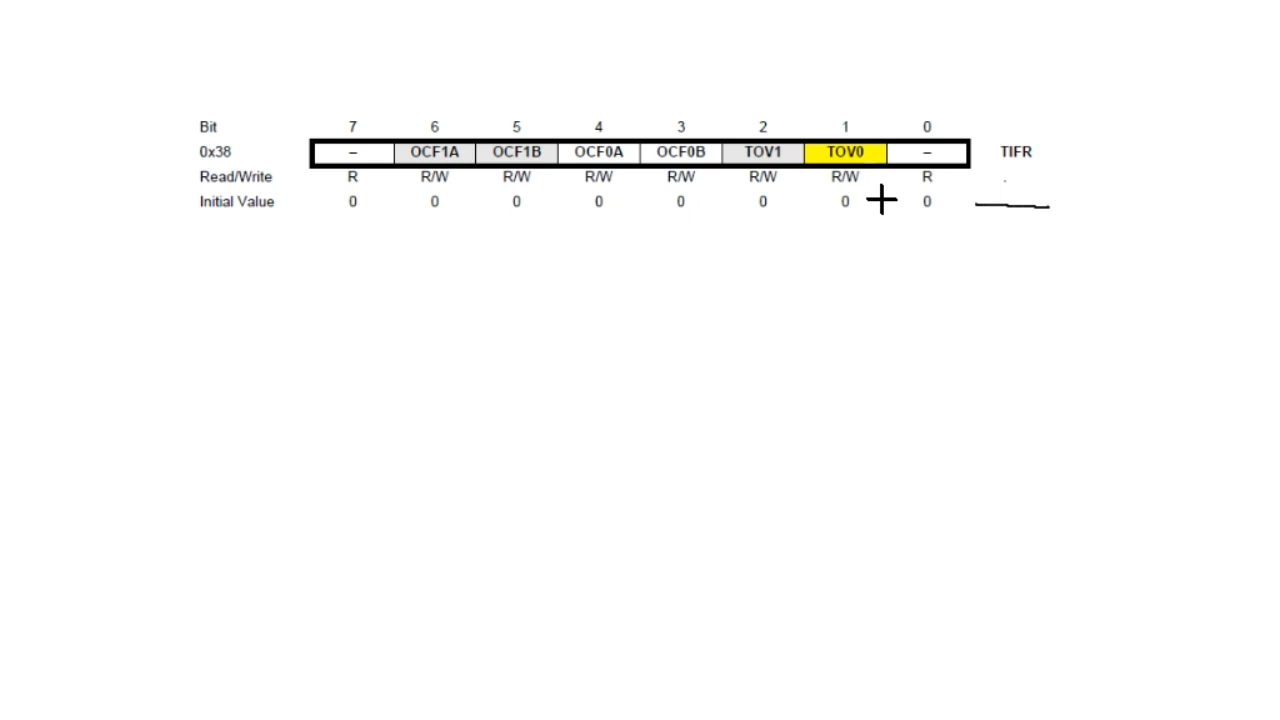 Bit 7 6 5 4 3 2 1 0
0x38 – OCF1A OCF1B OCF0A OCF0B TOV1 TOV0 – TIFR
Read/Write R R/W R/W R/W R/W R/W R/W R
Initial Value 0 0 0 0 0 0 0 0